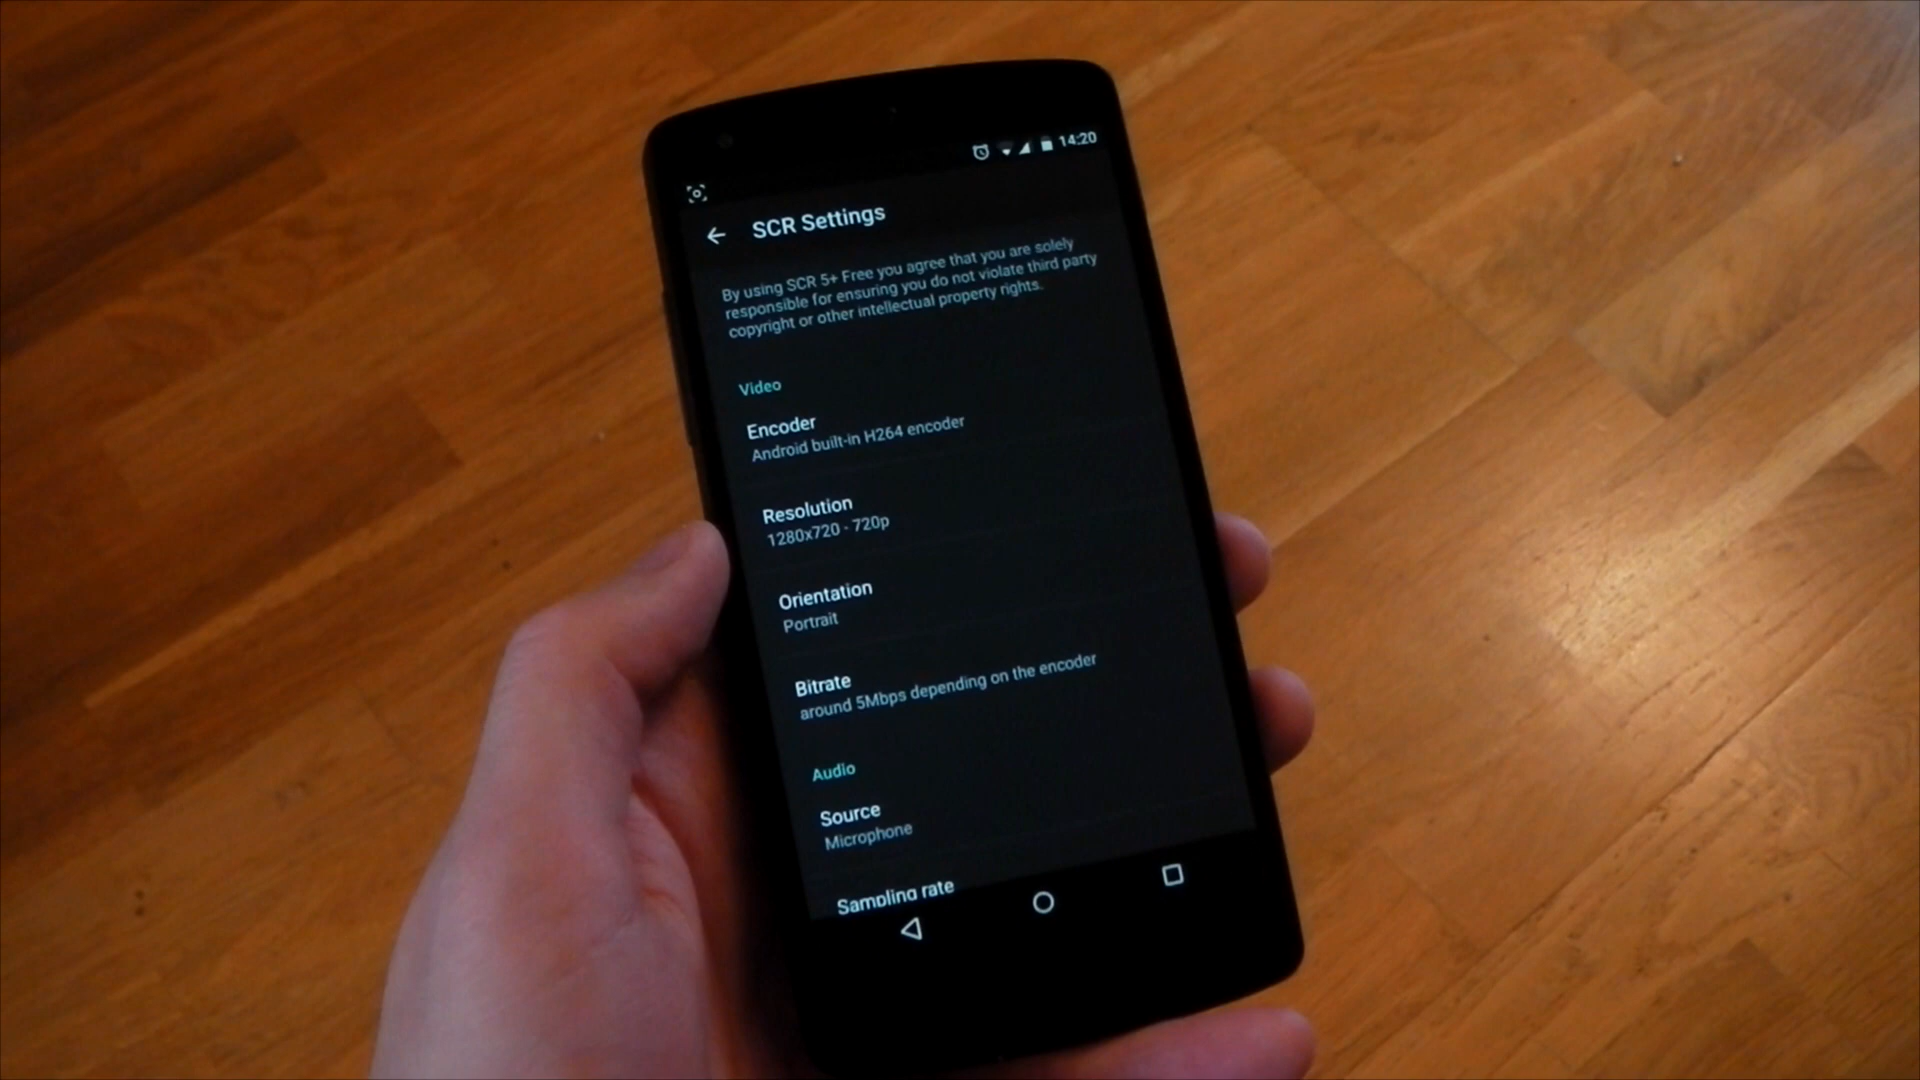 14:20
SCR Settings
By using SCR 5+ Free you agree that you are solely
responsible for ensuring you do not violate third party
copyright or other intellectual property rights.
Video
Encoder
Android built-in H264 encoder
Resolution
1280x720 - 720p
Orientation
Portrait
Bitrate
around 5Mbps depending on the encoder
Audio
Source
Microphone
Sampling rate